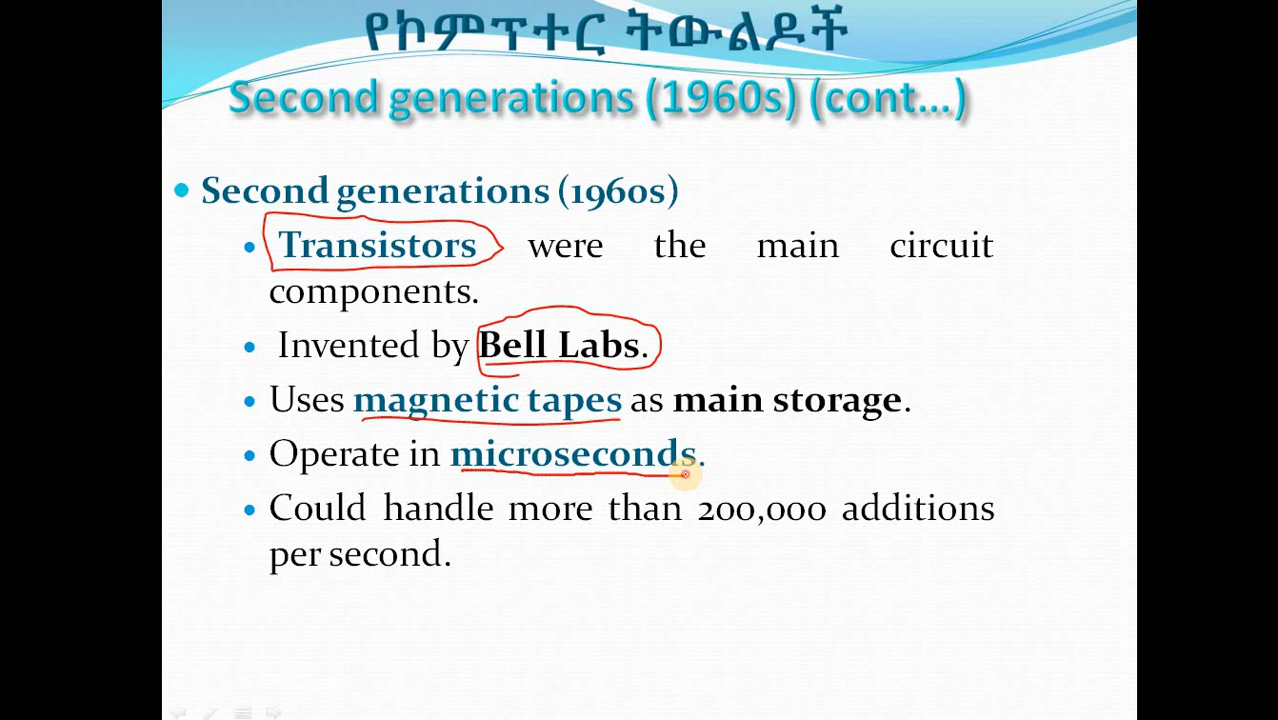 የኮምፕተር ትውልዶች
Second generations (1960s) (cont...)
Second generations (1960s)
Transistors were the main circuit
components.
Invented by Bell Labs.
Uses magnetic tapes as main storage.
Operate in microseconds.
Could handle more than 200,000 additions
per second.